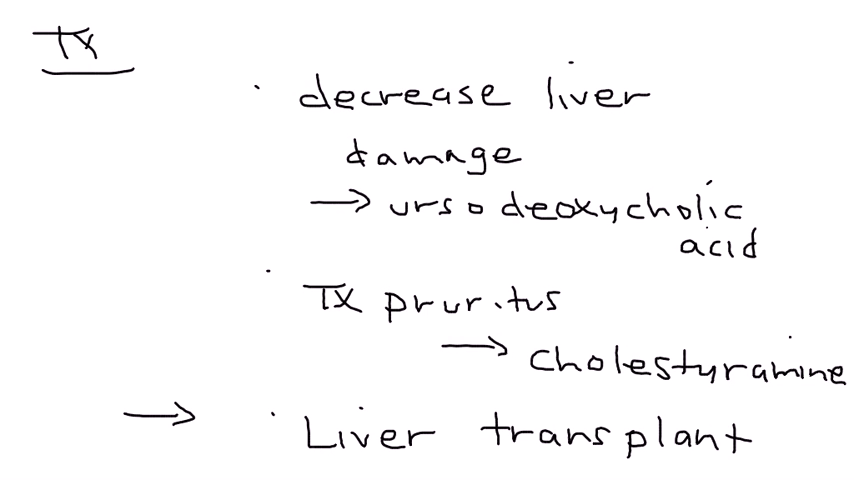 Tx
· decrease liver
damage
→ ursodeoxycholic
acid
· Tx pruritus
→ cholestyramine
→ · Liver transplant